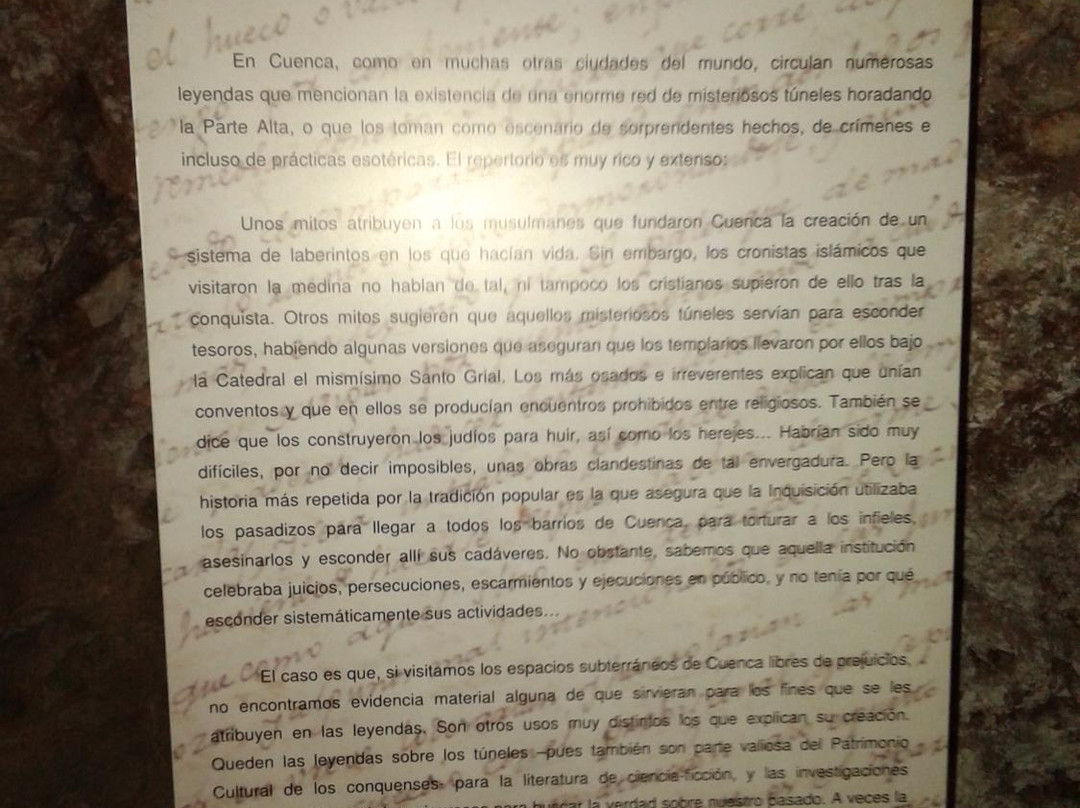 En Cuenca, como en muchas otras ciudades del mundo, circulan numerosas
leyendas que mencionan la existencia de una enorme red de misteriosos túneles horadando
la Parte Alta, o que los toman como escenario de sorprendentes hechos, de crímenes e
incluso de prácticas esotéricas. El repertorio es muy rico y extenso:
Unos mitos atribuyen a los musulmanes que fundaron Cuenca la creación de un
sistema de laberintos en los que hacían vida. Sin embargo, los cronistas islámicos que
visitaron la medina no hablan de tal, ni tampoco los cristianos supieron de ello tras la
conquista. Otros mitos sugieren que aquellos misteriosos túneles servían para esconder
tesoros, habiendo algunas versiones que aseguran que los templarios llevaron por ellos bajo
la Catedral el mismísimo Santo Grial. Los más osados e irreverentes explican que unían
conventos y que en ellos se producían encuentros prohibidos entre religiosos. También se
dice que los construyeron los judíos para huir, así como los herejes... Habrían sido muy
difíciles, por no decir imposibles, unas obras clandestinas de tal envergadura. Pero la
historia más repetida por la tradición popular es la que asegura que la Inquisición utilizaba
los pasadizos para llegar a todos los barrios de Cuenca, para torturar a los infieles,
asesinarlos y esconder allí sus cadáveres. No obstante, sabemos que aquella institución
celebraba juicios, persecuciones, escarmientos y ejecuciones en público, y no tenía por qué
esconder sistemáticamente sus actividades...
El caso es que, si visitamos los espacios subterráneos de Cuenca libres de prejuicios,
no encontramos evidencia material alguna de que sirvieran para los fines que se les
atribuyen en las leyendas. Son otros usos muy distintos los que explican su creación.
Queden las leyendas sobre los túneles –pues también son parte valiosa del Patrimonio
Cultural de los conquenses- para la literatura de ciencia-ficción, y las investigaciones
para buscar la verdad sobre nuestro pasado. A veces la